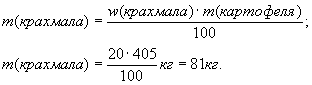 m(крахмала) = w(крахмала) · m(картофеля) / 100 ;
m(крахмала) = 20 · 405 / 100 кг = 81кг.